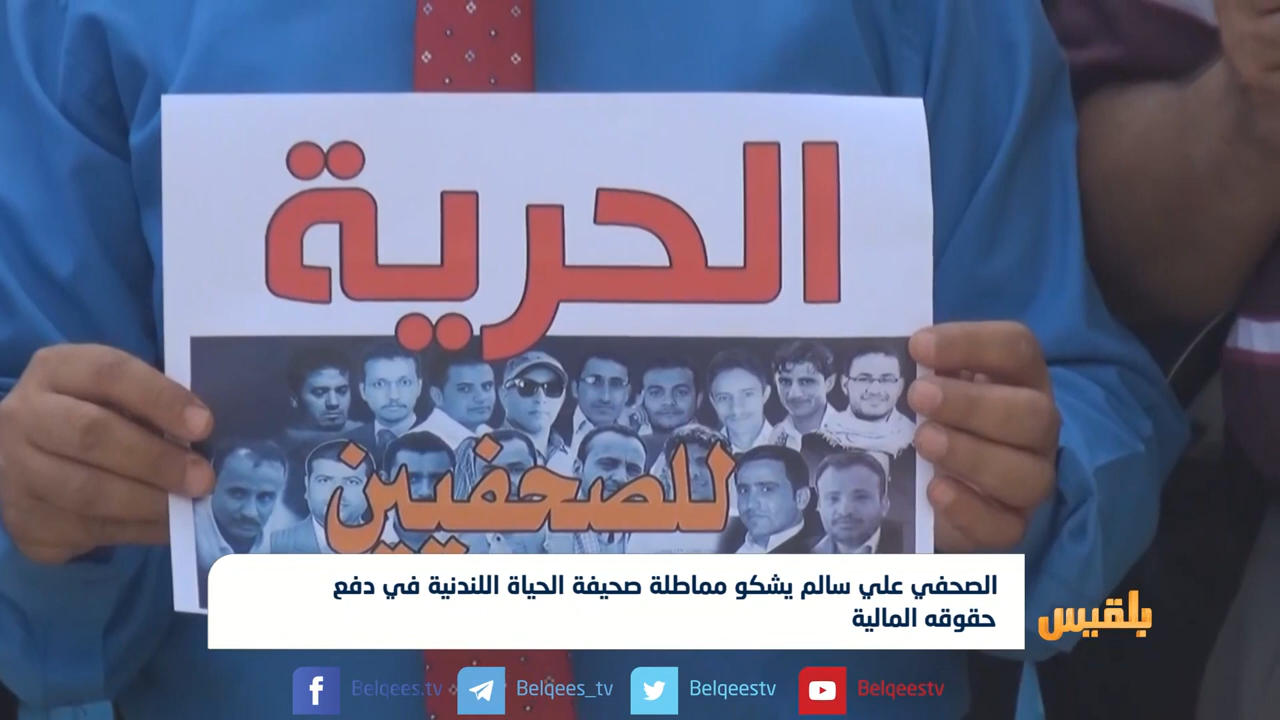 الحرية
للصحفيين
الصحفي علي سالم يشكو مماطلة صحيفة الحياة اللندنية في دفع
حقوقه المالية
بلقيس
Belqees.tv
Belqees_tv
Belqeestv
Belqeestv